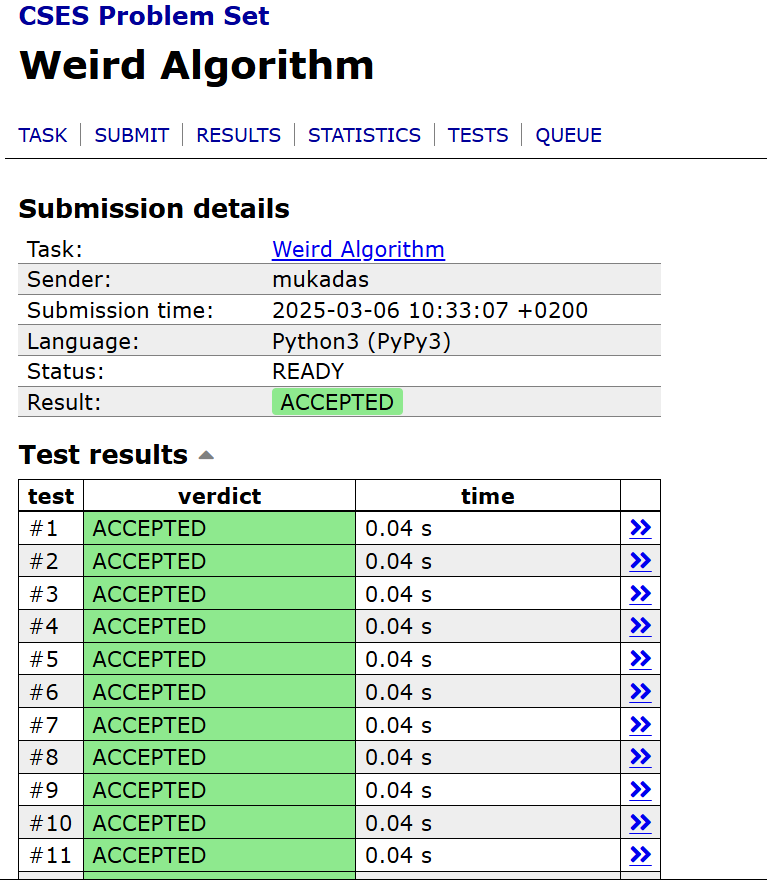 CSES Problem Set
Weird Algorithm
TASK | SUBMIT | RESULTS | STATISTICS | TESTS | QUEUE
Submission details
Task: Weird Algorithm
Sender: mukadas
Submission time: 2025-03-06 10:33:07 +0200
Language: Python3 (PyPy3)
Status: READY
Result: ACCEPTED
Test results
test verdict time
#1 ACCEPTED 0.04 s »
#2 ACCEPTED 0.04 s »
#3 ACCEPTED 0.04 s »
#4 ACCEPTED 0.04 s »
#5 ACCEPTED 0.04 s »
#6 ACCEPTED 0.04 s »
#7 ACCEPTED 0.04 s »
#8 ACCEPTED 0.04 s »
#9 ACCEPTED 0.04 s »
#10 ACCEPTED 0.04 s »
#11 ACCEPTED 0.04 s »